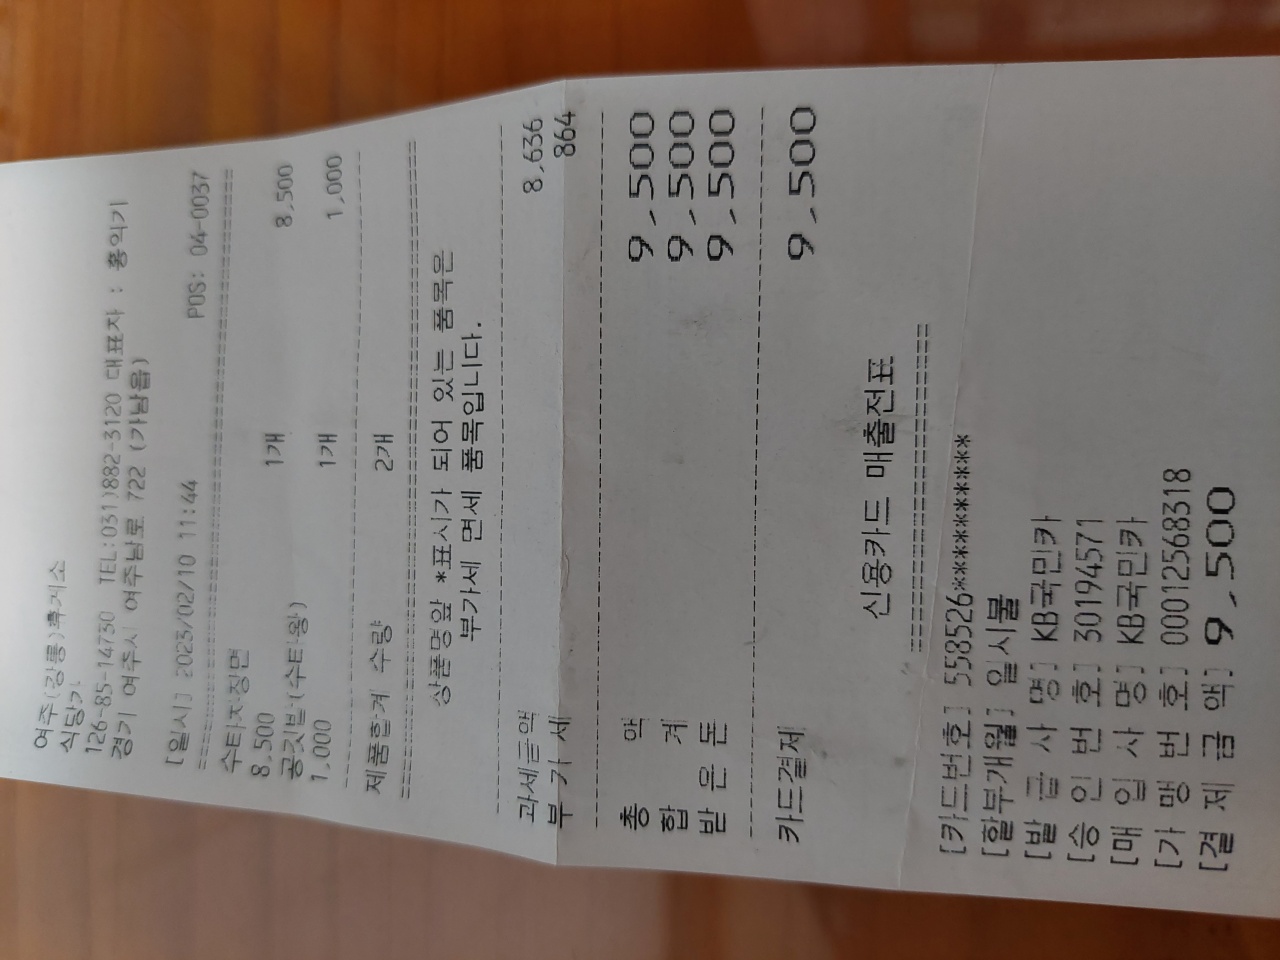 여주(강릉)휴게소
식당가
126-85-14730 TEL:031)882-3120 대표자 : 홍익기
경기 여주시 여주남로 722 (가남읍)
[일시] 2023/02/10 11:44 POS: 04-0037
==============================================
수타자장면
8,500 1개 8,500
공깃밥(수타왕)
1,000 1개 1,000
----------------------------------------------
제품합계 수량 2개
==============================================
상품명앞 *표시가 되어 있는 품목은
부가세 면세 품목입니다.
----------------------------------------------
과세금액 8,636
부 가 세 864
----------------------------------------------
총 액 9,500
합 계 9,500
받 은 돈 9,500
----------------------------------------------
카드결제 9,500
신용카드 매출전표
==========================
[카드번호] 558526**********
[할부개월] 일시불
[발 급 사 명] KB국민카
[승 인 번 호] 30194571
[매 입 사 명] KB국민카
[가 맹 번 호] 00012568318
[결 제 금 액] 9,500